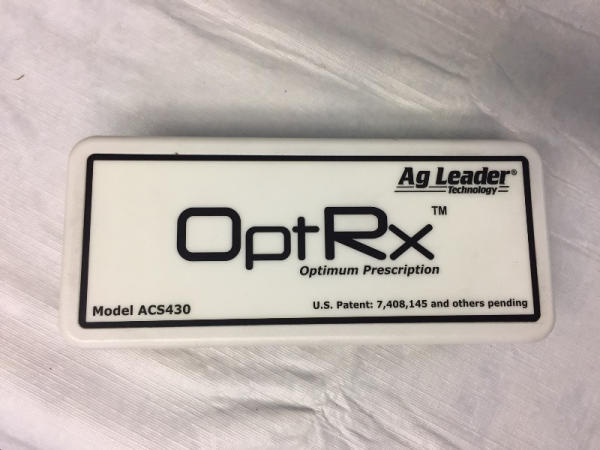 Ag Leader®
Technology
OptRx™
Optimum Prescription
Model ACS430
U.S. Patent: 7,408,145 and others pending